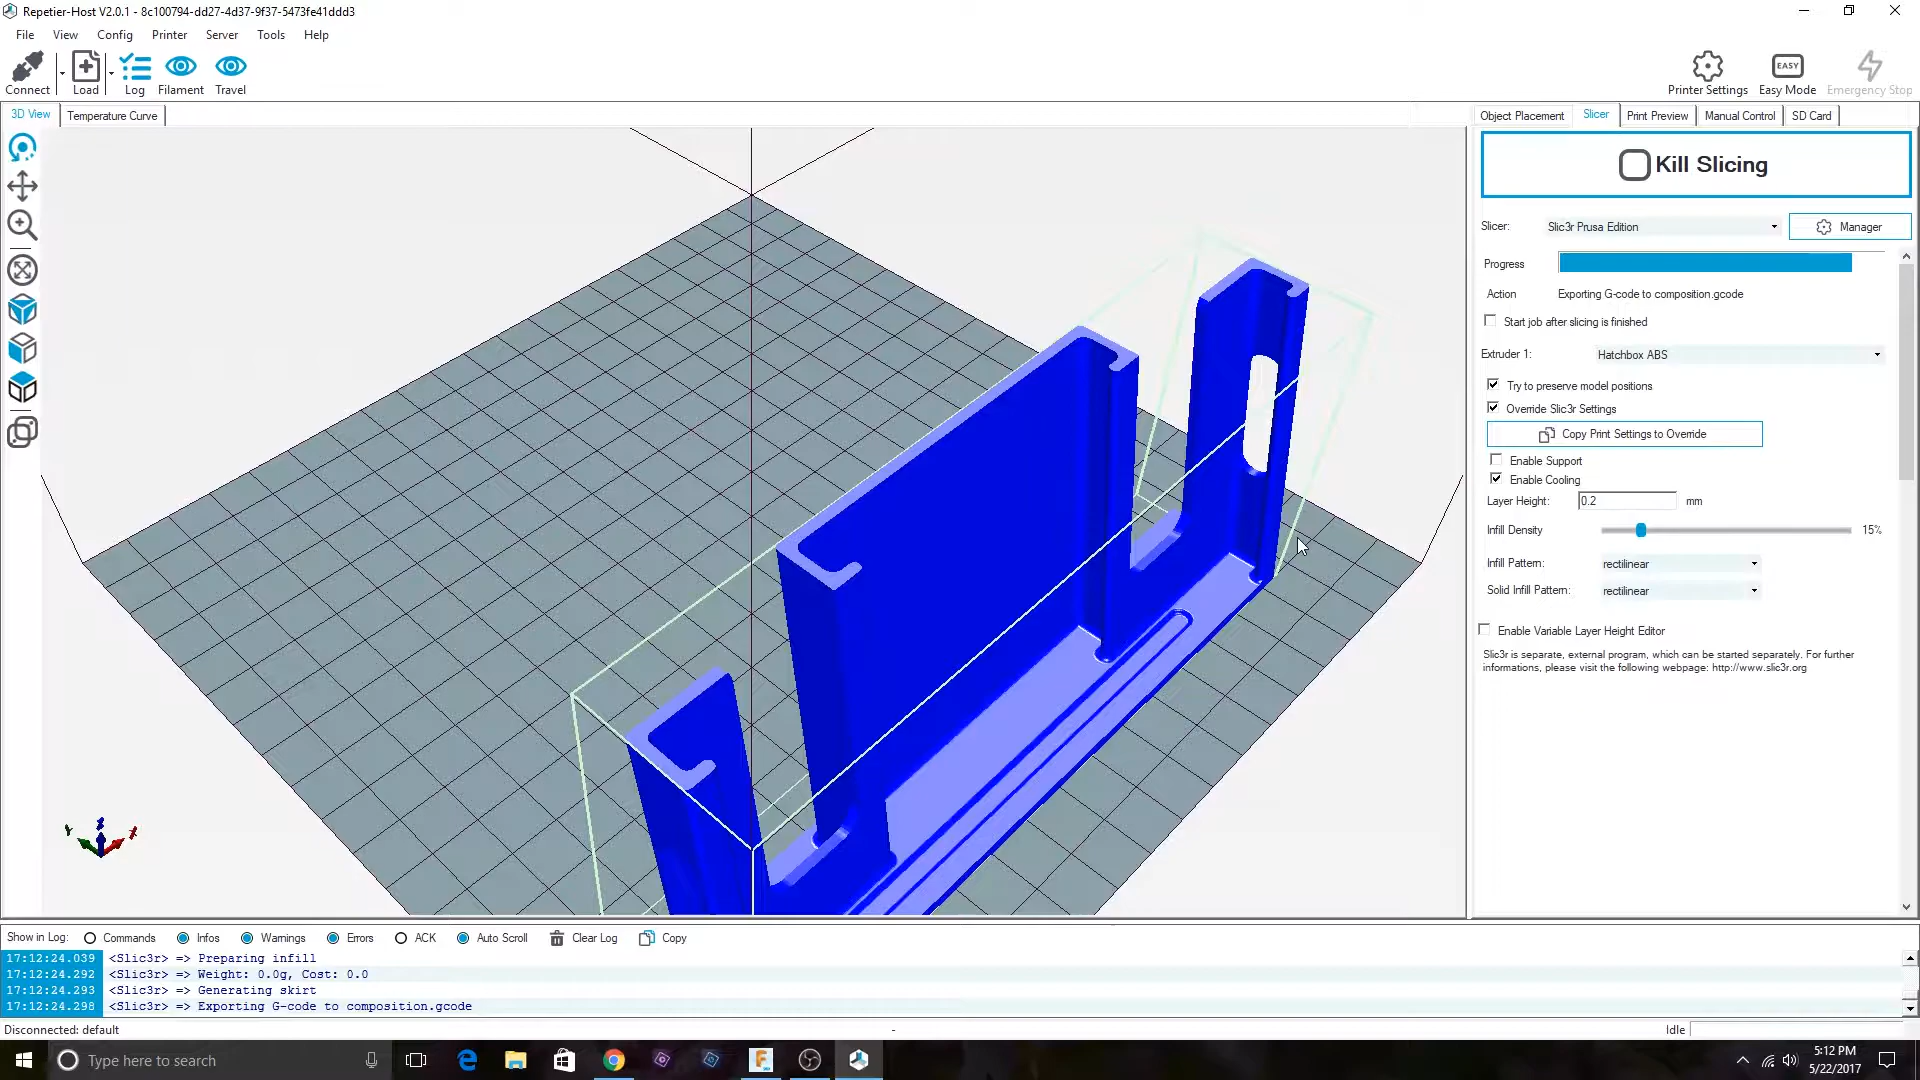 Repetier-Host V2.0.1 - 8c100794-dd27-4d37-9f37-5473fe41ddd3
File View Config Printer Server Tools Help
Connect Load Log Filament Travel
EASY
Printer Settings Easy Mode Emergency Stop
3D View Temperature Curve
Object Placement Slicer Print Preview Manual Control SD Card
Kill Slicing
Slicer: Slic3r Prusa Edition Manager
Progress
Action Exporting G-code to composition.gcode
Start job after slicing is finished
Extruder 1: Hatchbox ABS
Try to preserve model positions
Override Slic3r Settings
Copy Print Settings to Override
Enable Support
Enable Cooling
Layer Height: 0.2 mm
Infill Density 15%
Infill Pattern: rectilinear
Solid Infill Pattern: rectilinear
Enable Variable Layer Height Editor
Slic3r is separate, external program, which can be started separately. For further
informations, please visit the following webpage: http://www.slic3r.org
Show in Log: Commands Infos Warnings Errors ACK Auto Scroll Clear Log Copy
17:12:24.039 <Slic3r> => Preparing infill
17:12:24.292 <Slic3r> => Weight: 0.0g, Cost: 0.0
17:12:24.293 <Slic3r> => Generating skirt
17:12:24.298 <Slic3r> => Exporting G-code to composition.gcode
Disconnected: default - Idle
Type here to search
5:12 PM
5/22/2017